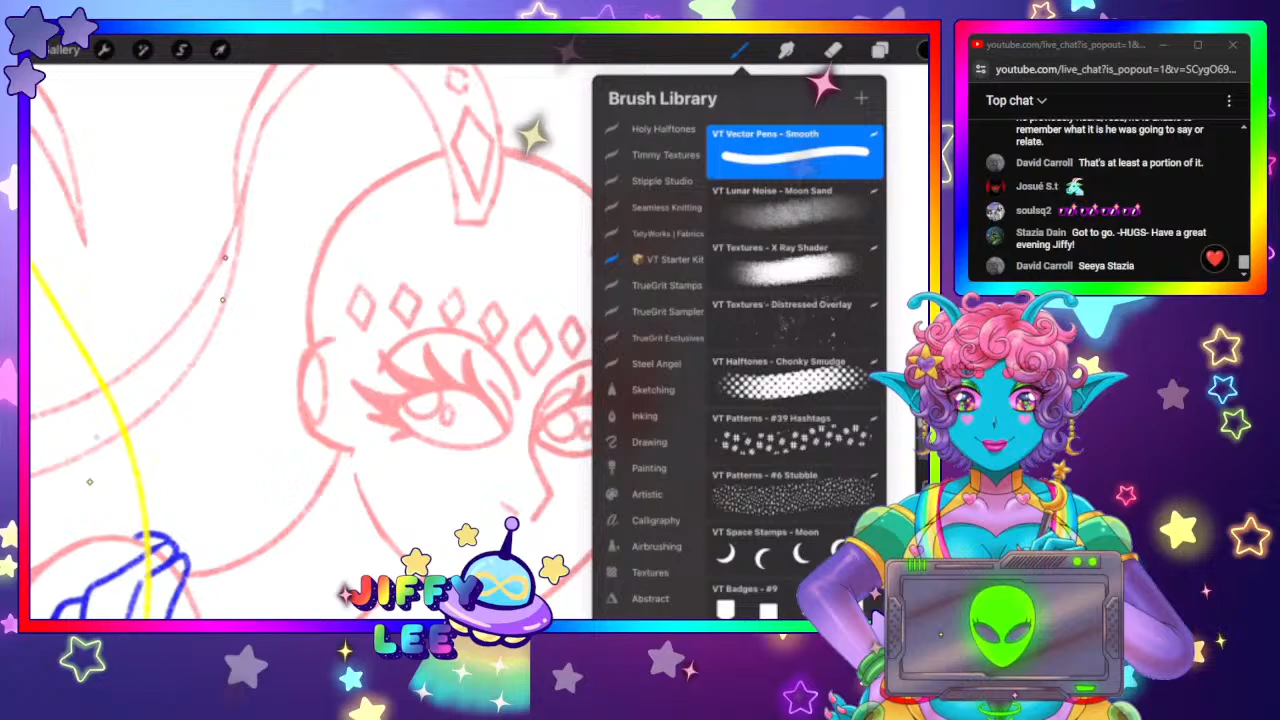 Gallery
Brush Library
Holy Halftones
Timmy Textures
Stipple Studio
Seamless Knitting
TattyWorks | Fabrics
VT Starter Kit
TrueGrit Stamps
TrueGrit Sampler
TrueGrit Exclusives
Steel Angel
Sketching
Inking
Drawing
Painting
Artistic
Calligraphy
Airbrushing
Textures
Abstract
VT Vector Pens - Smooth
VT Lunar Noise - Moon Sand
VT Textures - X Ray Shader
VT Textures - Distressed Overlay
VT Halftones - Chonky Smudge
VT Patterns - #39 Hashtags
VT Patterns - #6 Stubble
VT Space Stamps - Moon
VT Badges - #9
youtube.com/live_chat?is_popout=1&...
youtube.com/live_chat?is_popout=1&v=SCygO69...
Top chat
remember what it is he was going to say or
relate.
David Carroll That's at least a portion of it.
Josué S.t
soulsq2
Stazia Dain Got to go. -HUGS- Have a great
evening Jiffy!
David Carroll Seeya Stazia
JIFFY
LEE